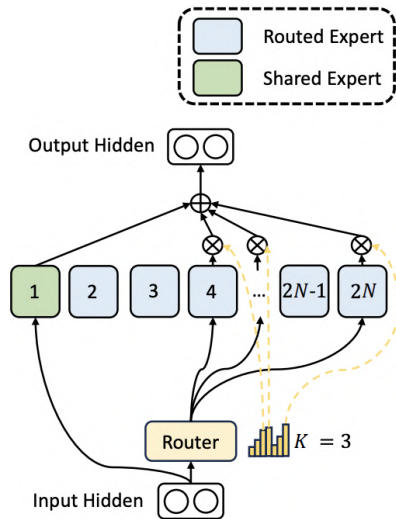 Routed Expert
Shared Expert
Output Hidden
1 2 3 4 ... 2N-1 2N
Router
K = 3
Input Hidden